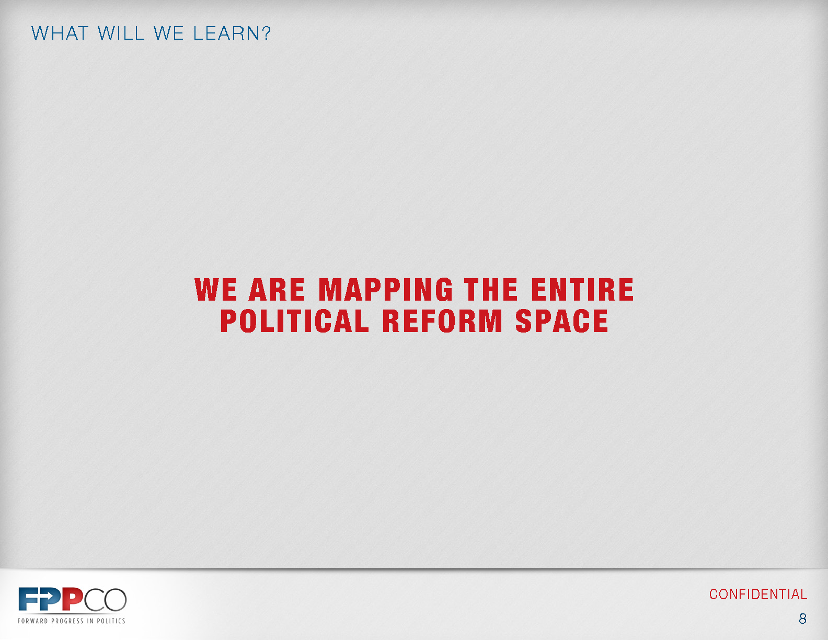 WHAT WILL WE LEARN?
WE ARE MAPPING THE ENTIRE
POLITICAL REFORM SPACE
FPPCO
FORWARD PROGRESS IN POLITICS
CONFIDENTIAL
8